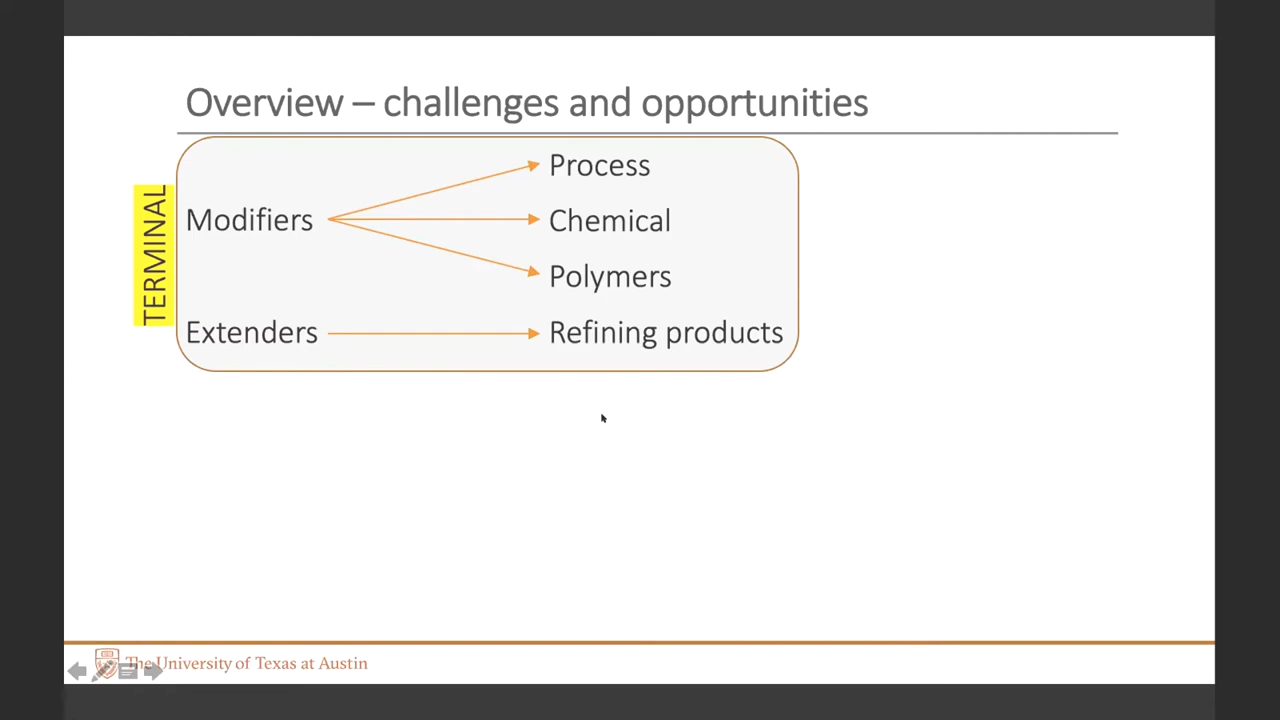 Overview – challenges and opportunities
TERMINAL
Modifiers
Process
Chemical
Polymers
Extenders
Refining products
The University of Texas at Austin